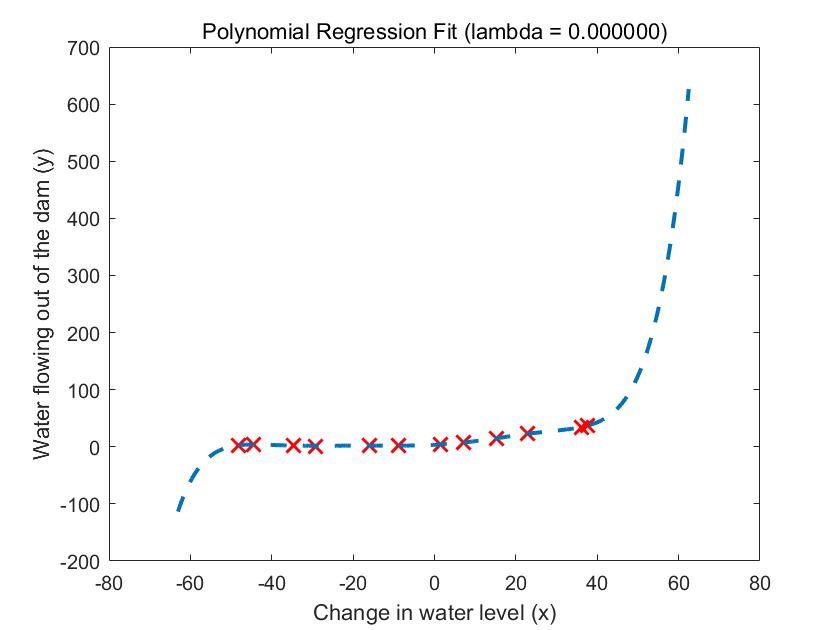 Polynomial Regression Fit (lambda = 0.000000)
700
600
500
400
300
200
100
0
-100
-200
Water flowing out of the dam (y)
-80 -60 -40 -20 0 20 40 60 80
Change in water level (x)